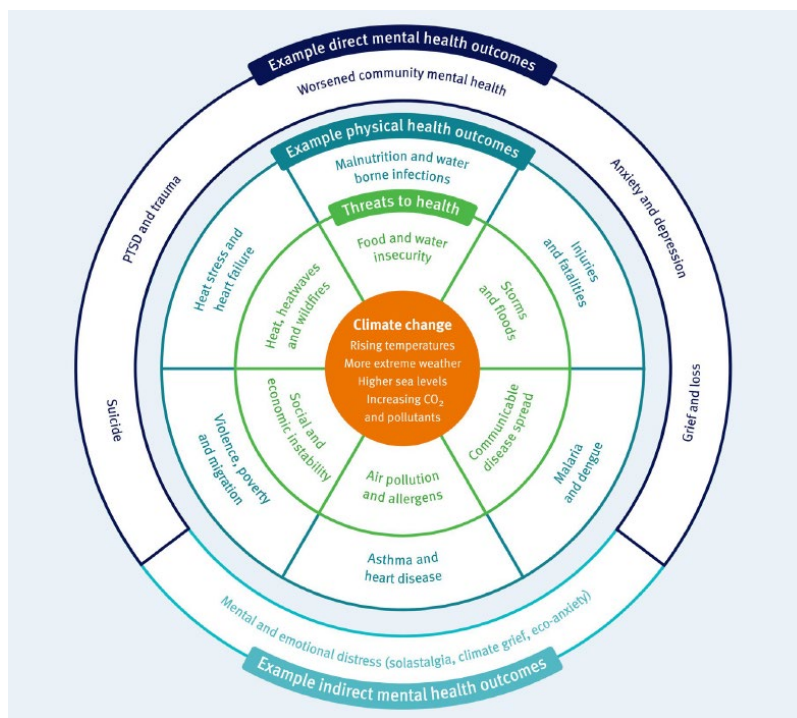 Example direct mental health outcomes
Worsened community mental health
PTSD and trauma
Anxiety and depression
Suicide
Grief and loss
Example physical health outcomes
Malnutrition and water
borne infections
Heat stress and
heart failure
Injuries
and fatalities
Threats to health
Food and water
insecurity
Heat, heatwaves
and wildfires
Storms
and floods
Climate change
Rising temperatures
More extreme weather
Higher sea levels
Increasing CO₂
and pollutants
Social and
economic instability
Communicable
disease spread
Air pollution
and allergens
Violence, poverty
and migration
Malaria
and dengue
Asthma and
heart disease
Mental and emotional distress (solastalgia, climate grief, eco-anxiety)
Example indirect mental health outcomes